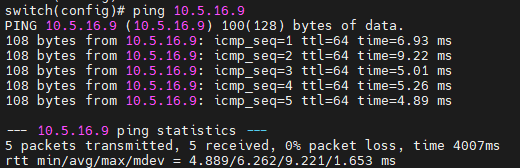 switch(config)# ping 10.5.16.9
PING 10.5.16.9 (10.5.16.9) 100(128) bytes of data.
108 bytes from 10.5.16.9: icmp_seq=1 ttl=64 time=6.93 ms
108 bytes from 10.5.16.9: icmp_seq=2 ttl=64 time=9.22 ms
108 bytes from 10.5.16.9: icmp_seq=3 ttl=64 time=5.01 ms
108 bytes from 10.5.16.9: icmp_seq=4 ttl=64 time=5.26 ms
108 bytes from 10.5.16.9: icmp_seq=5 ttl=64 time=4.89 ms
--- 10.5.16.9 ping statistics ---
5 packets transmitted, 5 received, 0% packet loss, time 4007ms
rtt min/avg/max/mdev = 4.889/6.262/9.221/1.653 ms